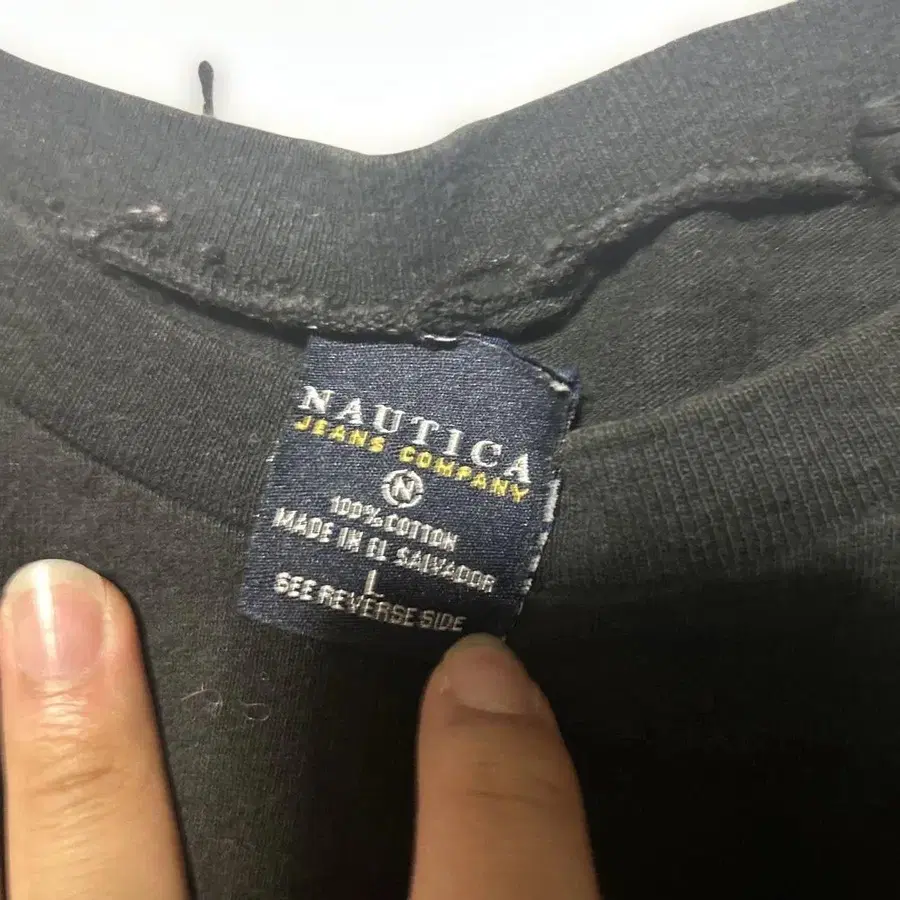 NAUTICA
JEANS COMPANY
N
100% COTTON
MADE IN EL SALVADOR
L
SEE REVERSE SIDE